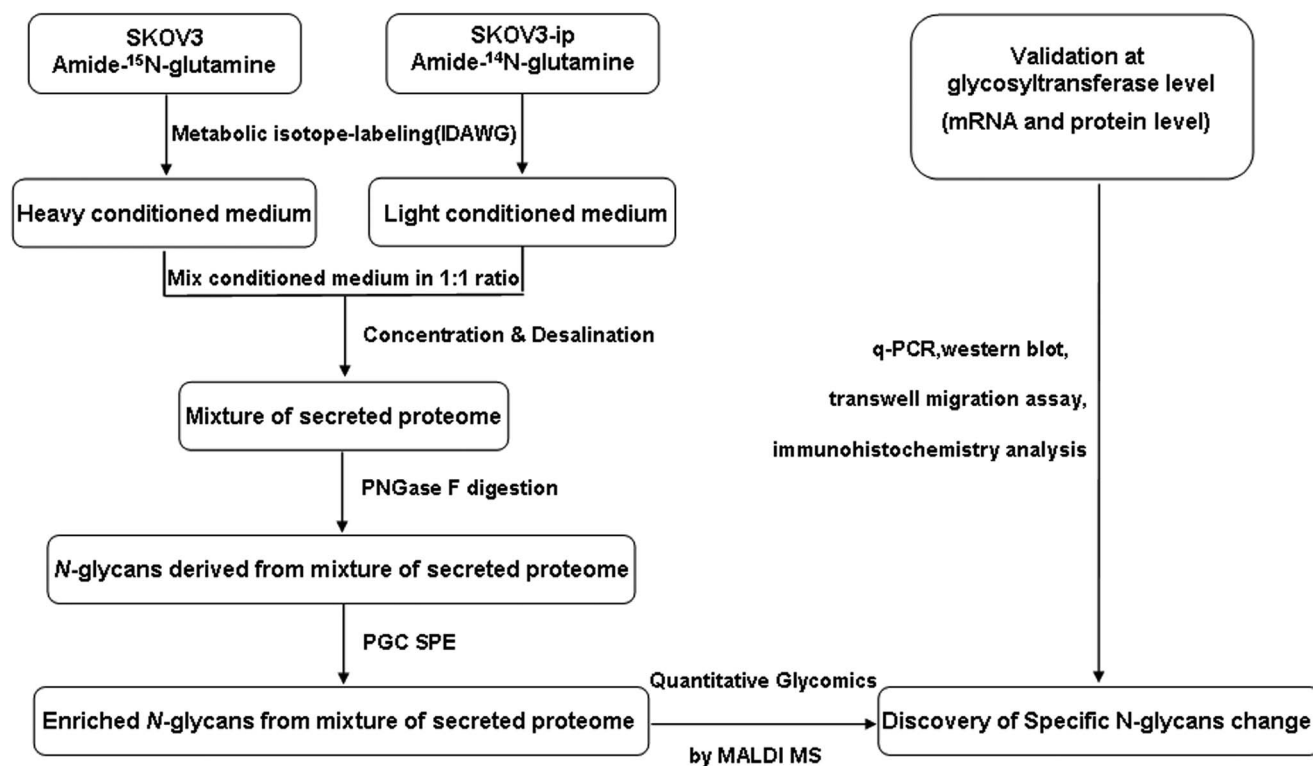 SKOV3
Amide-¹⁵N-glutamine
SKOV3-ip
Amide-¹⁴N-glutamine
Metabolic isotope-labeling(IDAWG)
Heavy conditioned medium
Light conditioned medium
Mix conditioned medium in 1:1 ratio
Concentration & Desalination
Mixture of secreted proteome
PNGase F digestion
N-glycans derived from mixture of secreted proteome
PGC SPE
Enriched N-glycans from mixture of secreted proteome
Quantitative Glycomics
by MALDI MS
Validation at
glycosyltransferase level
(mRNA and protein level)
q-PCR,western blot,
transwell migration assay,
immunohistochemistry analysis
Discovery of Specific N-glycans change